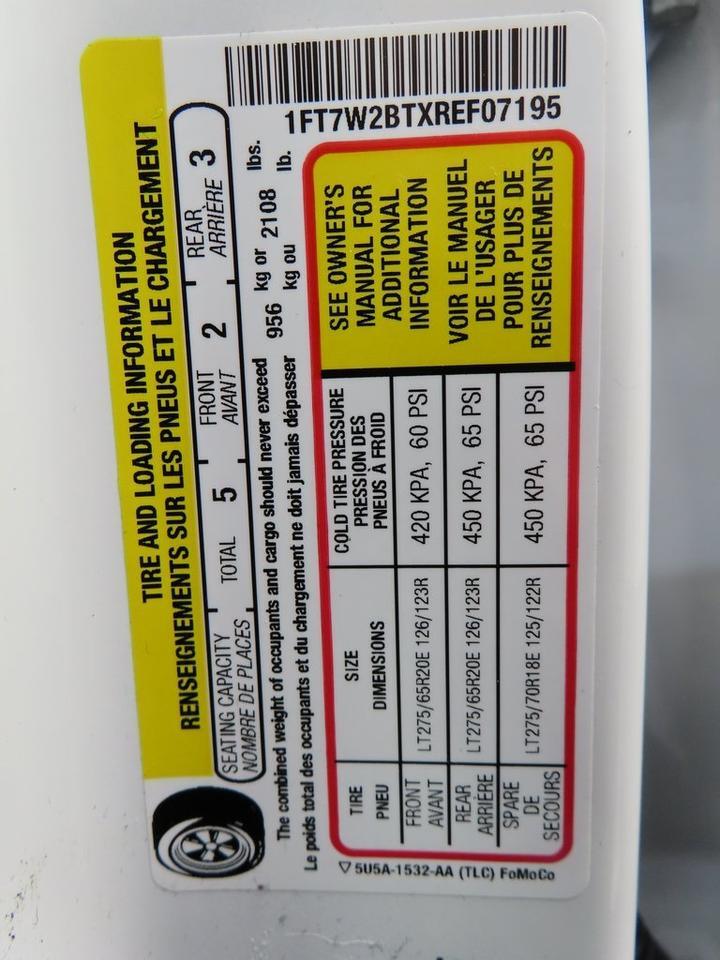 TIRE AND LOADING INFORMATION
RENSEIGNEMENTS SUR LES PNEUS ET LE CHARGEMENT
SEATING CAPACITY TOTAL 5 FRONT 2 REAR 3
NOMBRE DE PLACES AVANT ARRIÈRE
The combined weight of occupants and cargo should never exceed 956 kg or 2108 lbs.
Le poids total des occupants et du chargement ne doit jamais dépasser kg ou lb.
1FT7W2BTXREF07195
TIRE SIZE COLD TIRE PRESSURE
PNEU DIMENSIONS PRESSION DES
PNEUS À FROID
FRONT LT275/65R20E 126/123R 420 KPA, 60 PSI
AVANT
REAR LT275/65R20E 126/123R 450 KPA, 65 PSI
ARRIÈRE
SPARE LT275/70R18E 125/122R 450 KPA, 65 PSI
DE
SECOURS
SEE OWNER'S
MANUAL FOR
ADDITIONAL
INFORMATION
VOIR LE MANUEL
DE L'USAGER
POUR PLUS DE
RENSEIGNEMENTS
▽5U5A-1532-AA (TLC) FoMoCo